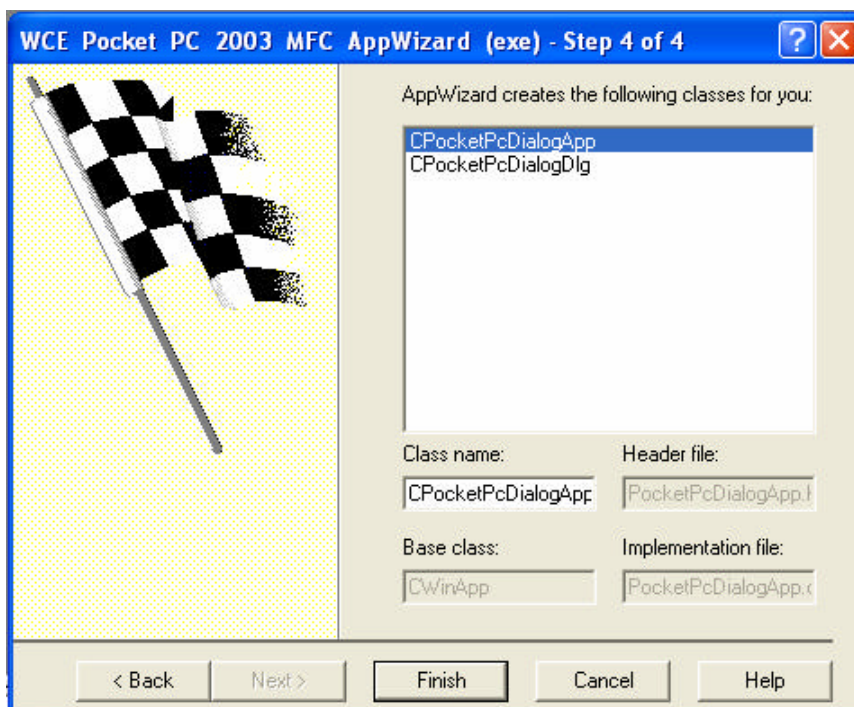 WCE Pocket PC 2003 MFC AppWizard (exe) - Step 4 of 4
AppWizard creates the following classes for you:
CPocketPcDialogApp
CPocketPcDialogDlg
Class name:
Header file:
CPocketPcDialogApp
PocketPcDialogApp.h
Base class:
Implementation file:
CWinApp
PocketPcDialogApp.c
< Back
Next >
Finish
Cancel
Help